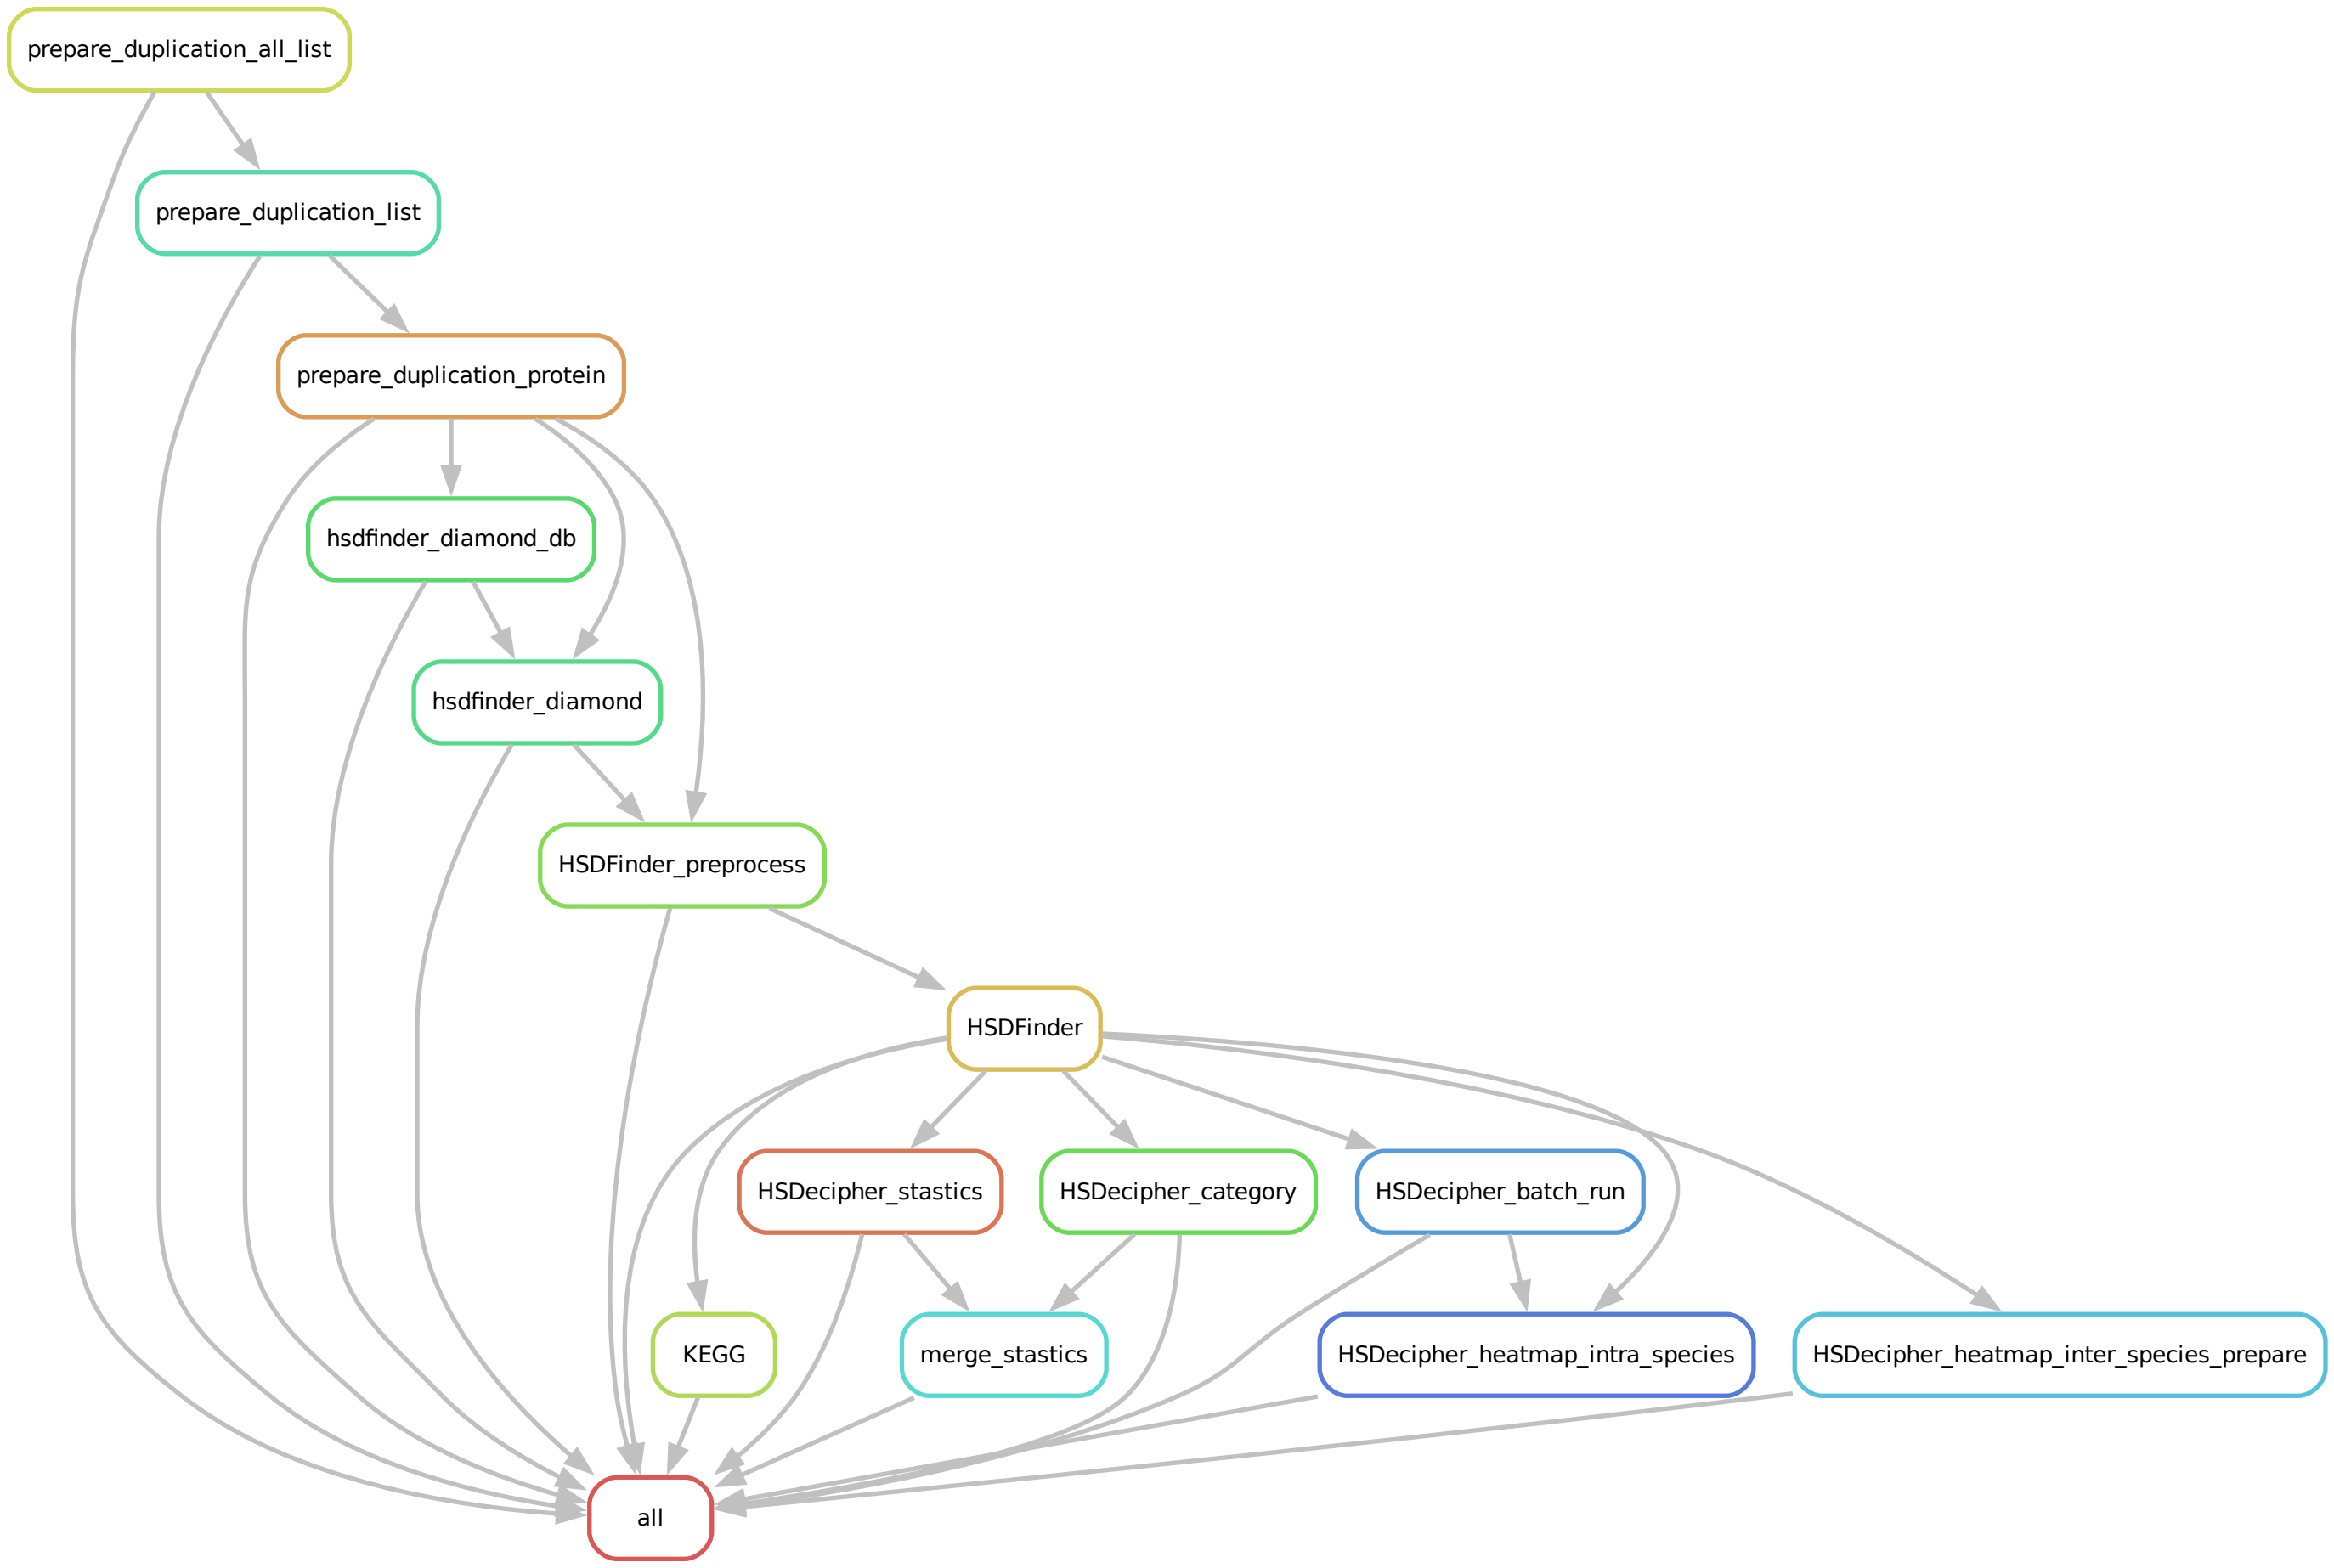 prepare_duplication_all_list
prepare_duplication_list
prepare_duplication_protein
hsdfinder_diamond_db
hsdfinder_diamond
HSDFinder_preprocess
HSDFinder
HSDecipher_stastics
HSDecipher_category
HSDecipher_batch_run
KEGG
merge_stastics
HSDecipher_heatmap_intra_species
HSDecipher_heatmap_inter_species_prepare
all